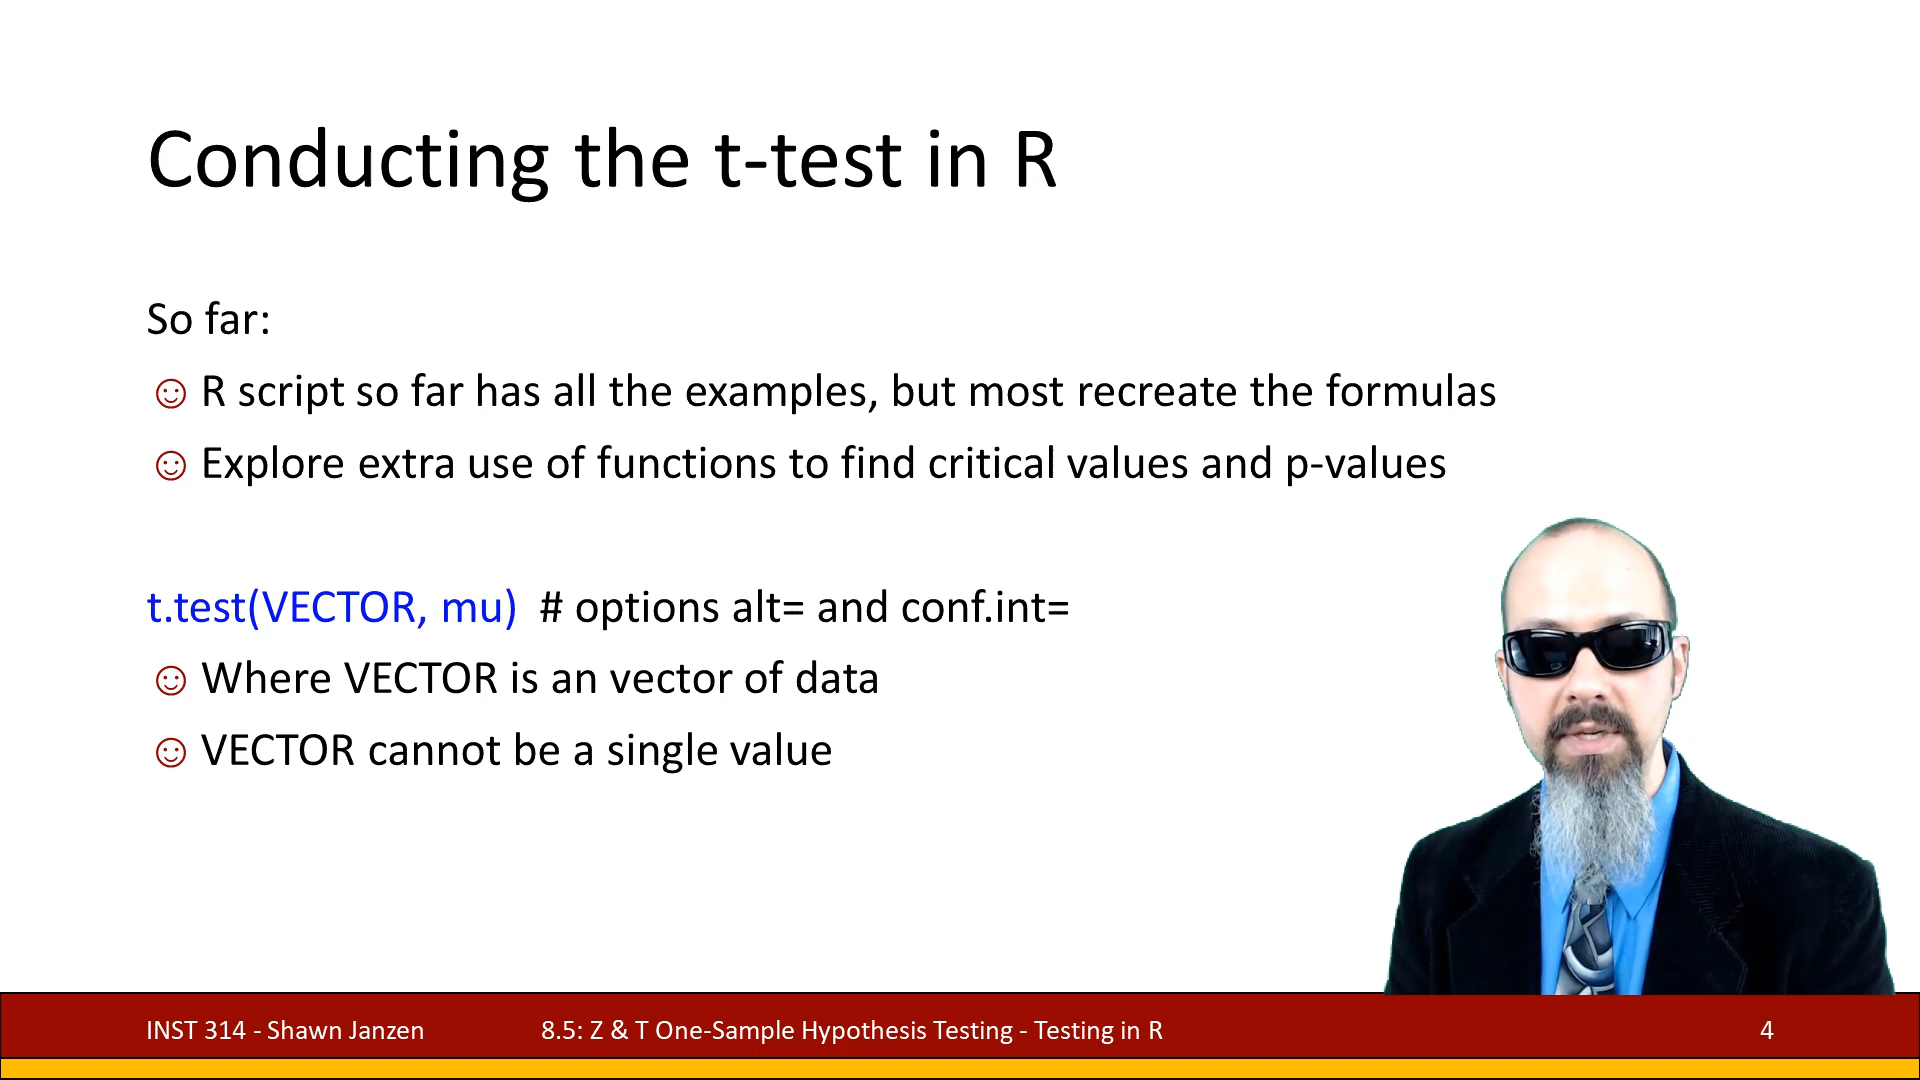 Conducting the t-test in R
So far:
R script so far has all the examples, but most recreate the formulas
Explore extra use of functions to find critical values and p-values
t.test(VECTOR, mu)  # options alt= and conf.int=
Where VECTOR is an vector of data
VECTOR cannot be a single value
INST 314 - Shawn Janzen
8.5: Z & T One-Sample Hypothesis Testing - Testing in R
4